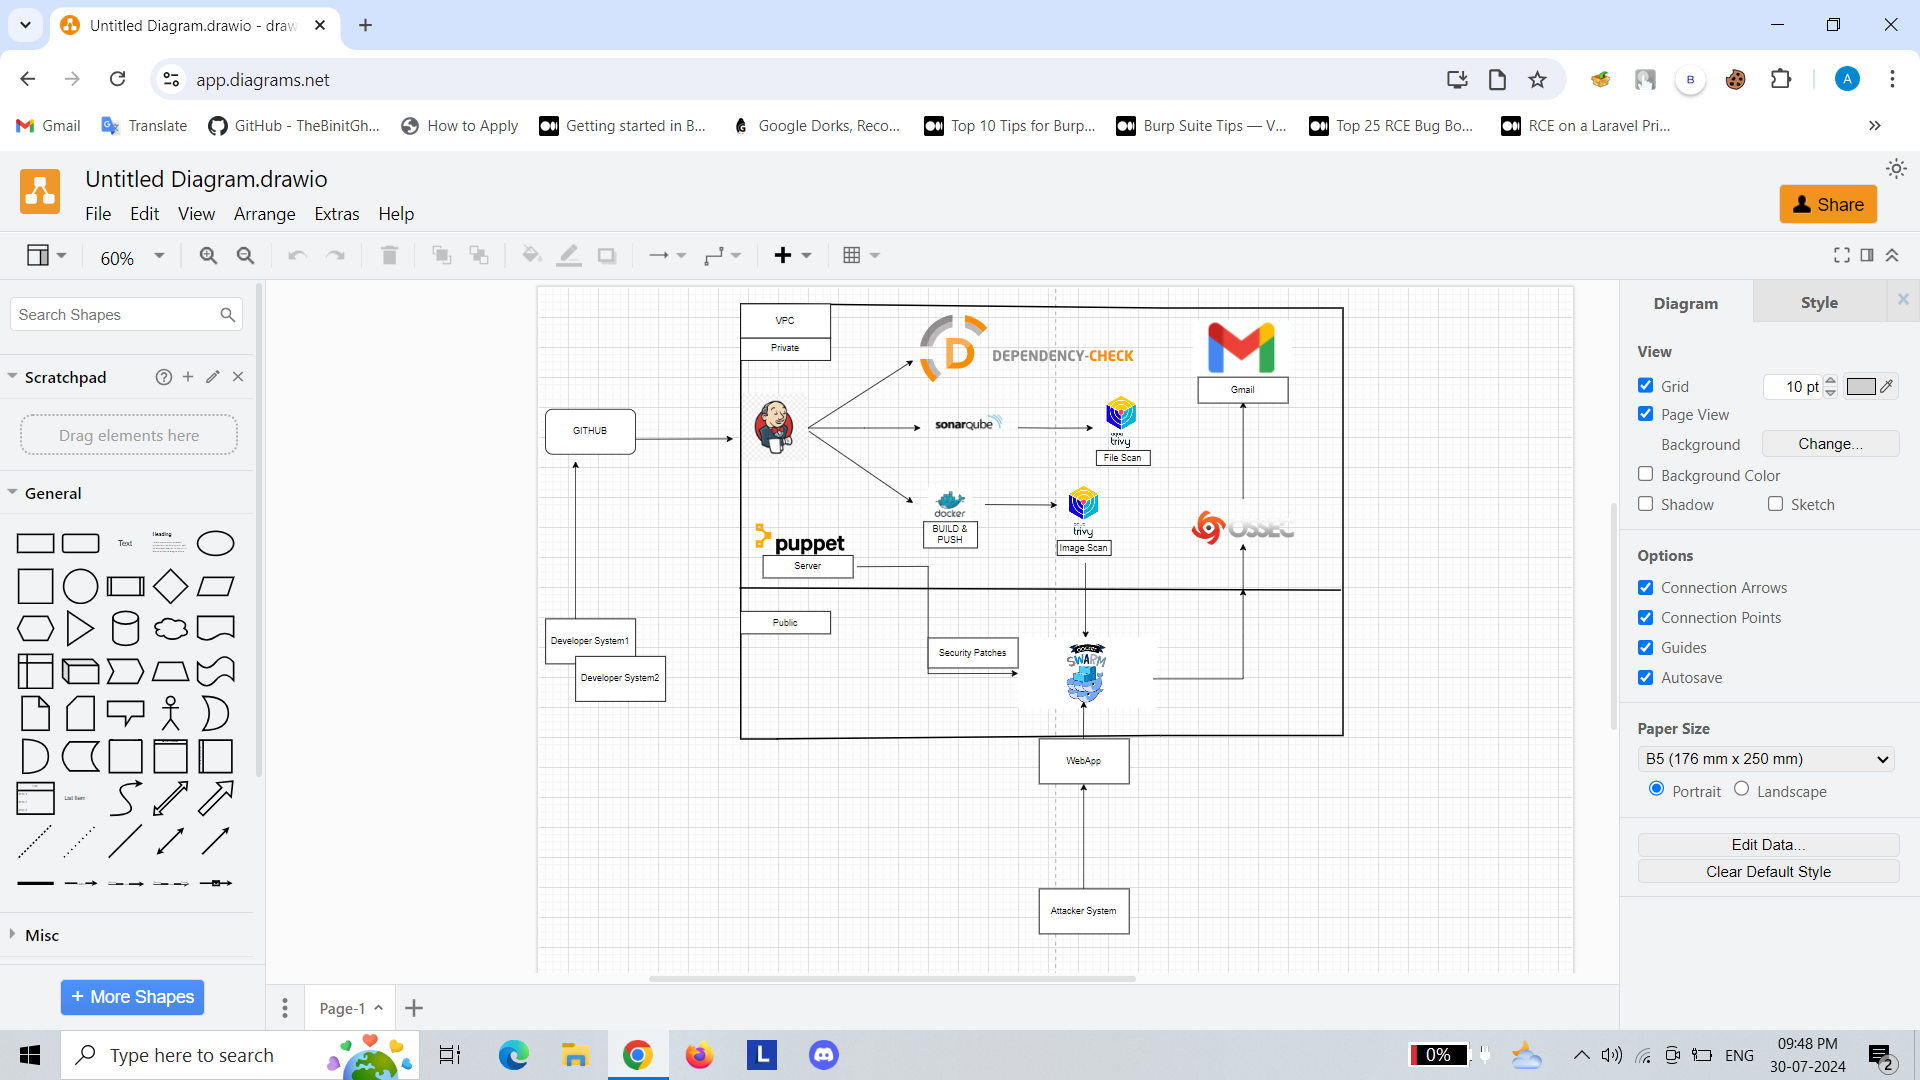 Untitled Diagram.drawio - draw
app.diagrams.net
A
B
Gmail
Translate
GitHub - TheBinitGh...
How to Apply
Getting started in B...
Google Dorks, Reco...
Top 10 Tips for Burp...
Burp Suite Tips — V...
Top 25 RCE Bug Bo...
RCE on a Laravel Pri...
Untitled Diagram.drawio
File Edit View Arrange Extras Help
Share
60%
Search Shapes
Scratchpad
Drag elements here
General
Text
Heading
List Item
Misc
+ More Shapes
VPC
Private
D DEPENDENCY-CHECK
Gmail
GITHUB
sonarqube
trivy
File Scan
docker
BUILD &
PUSH
trivy
Image Scan
OSSEC
puppet
Server
Public
Developer System1
Developer System2
Security Patches
docker
SWARM
WebApp
Attacker System
Page-1
Diagram
Style
View
Grid
10 pt
Page View
Background
Change...
Background Color
Shadow
Sketch
Options
Connection Arrows
Connection Points
Guides
Autosave
Paper Size
B5 (176 mm x 250 mm)
Portrait
Landscape
Edit Data...
Clear Default Style
Type here to search
L
0%
ENG
09:48 PM
30-07-2024
2